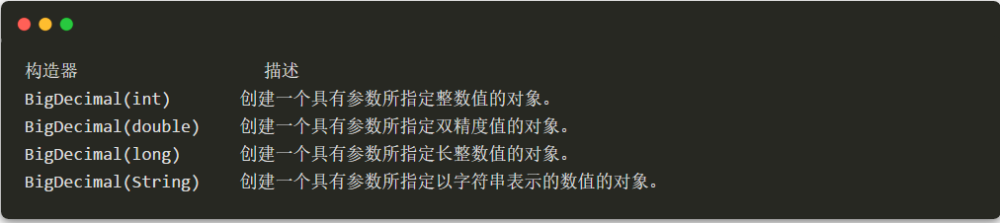 构造器 描述
BigDecimal(int) 创建一个具有参数所指定整数值的对象。
BigDecimal(double) 创建一个具有参数所指定双精度值的对象。
BigDecimal(long) 创建一个具有参数所指定长整数值的对象。
BigDecimal(String) 创建一个具有参数所指定以字符串表示的数值的对象。